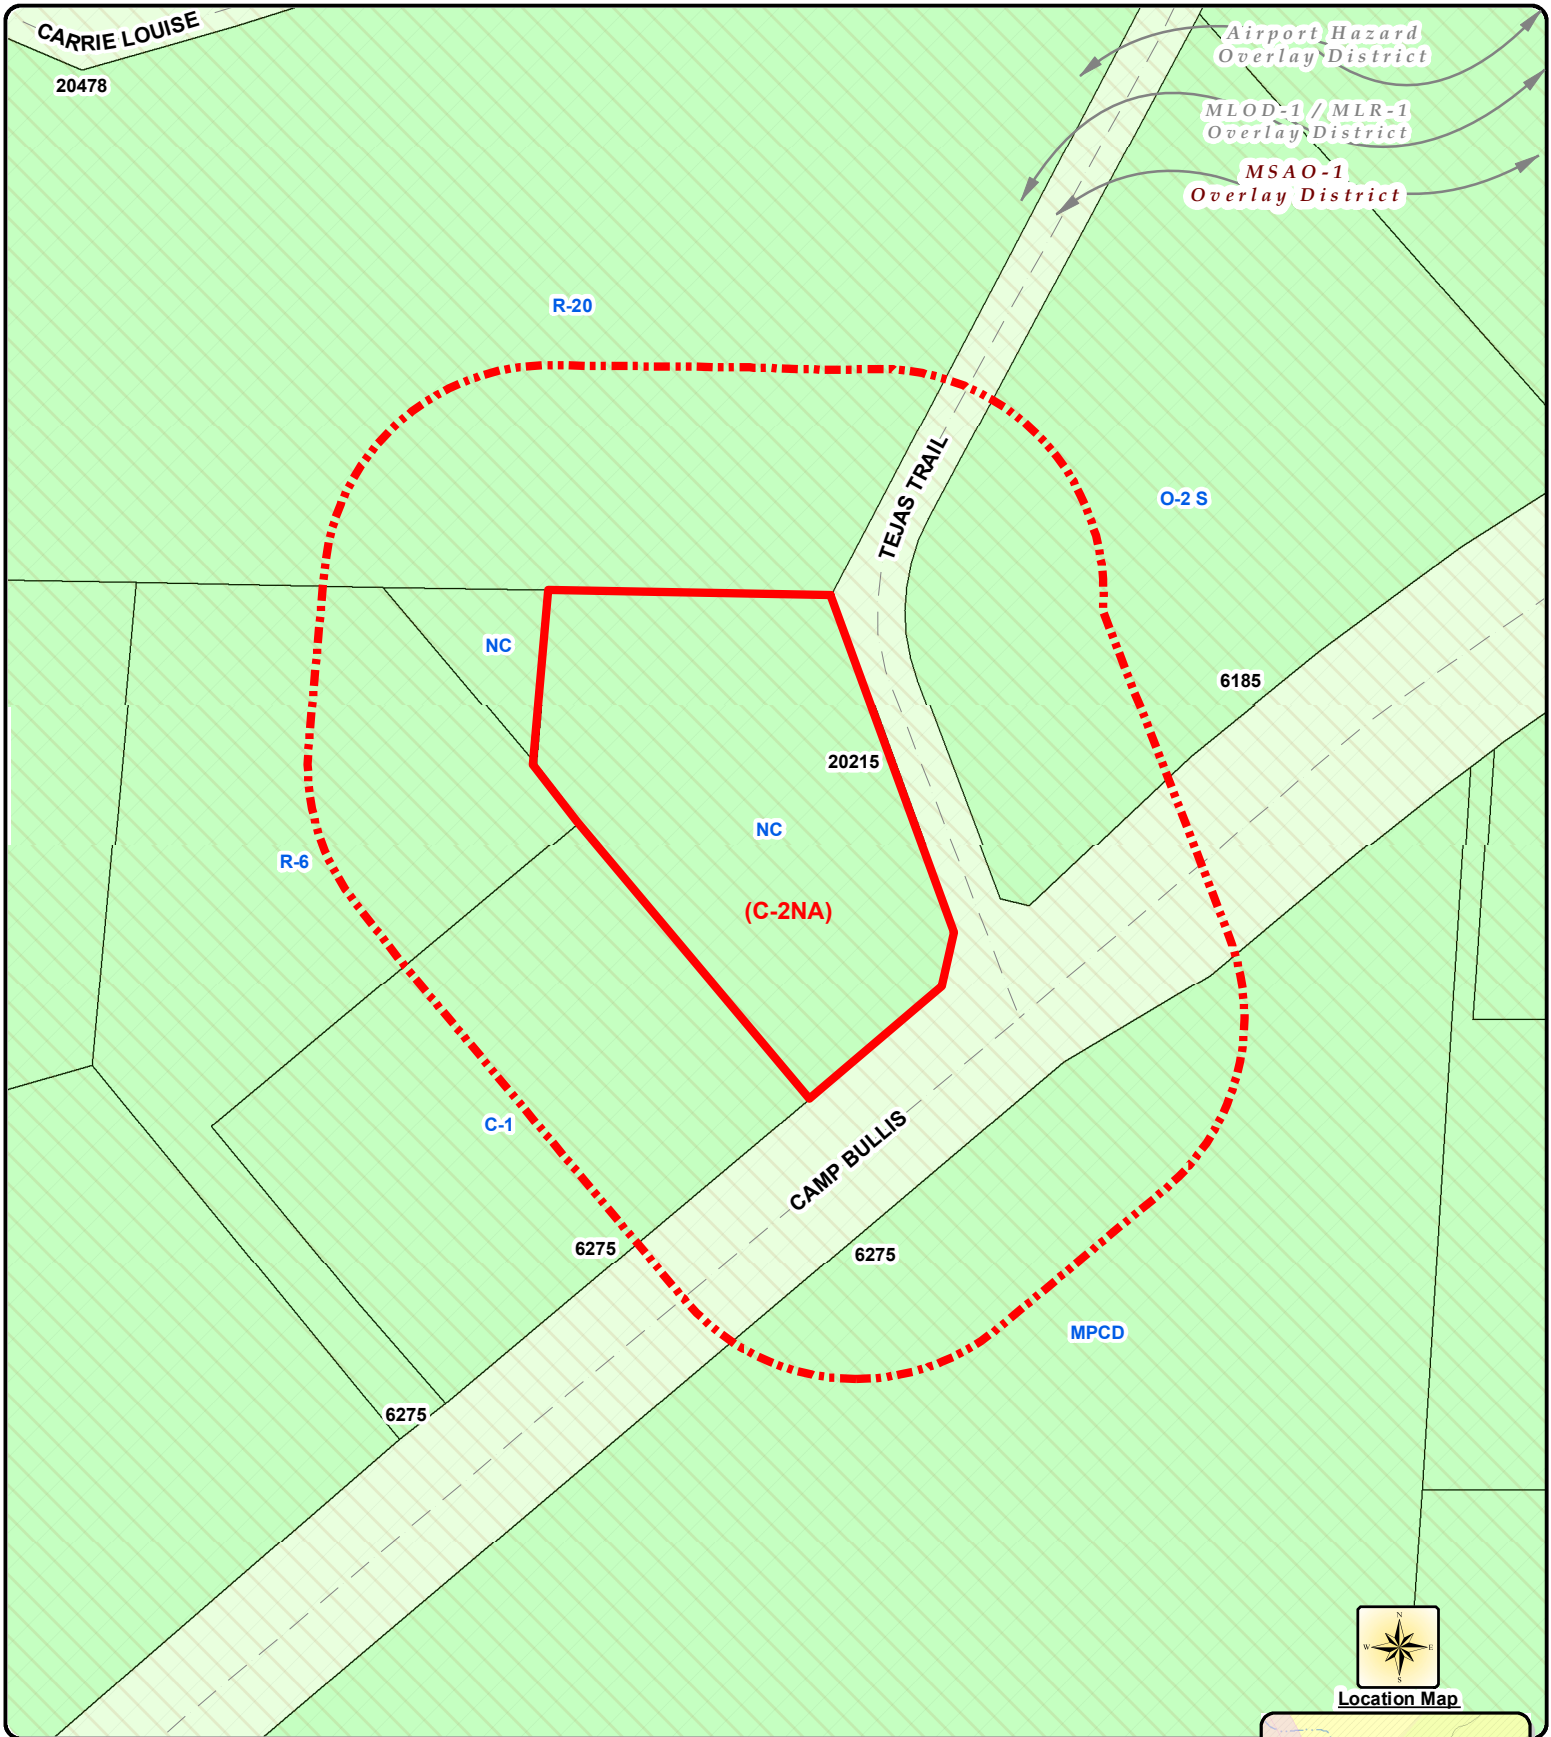 CARRIE LOUISE
20478
Airport Hazard
Overlay District
MLOD-1 / MLR-1
Overlay District
MSAO-1
Overlay District
R-20
TEJAS TRAIL
O-2 S
NC
6185
20215
NC
R-6
(C-2NA)
C-1
CAMP BULLIS
6275
6275
MPCD
6275
N
W
E
S
Location Map